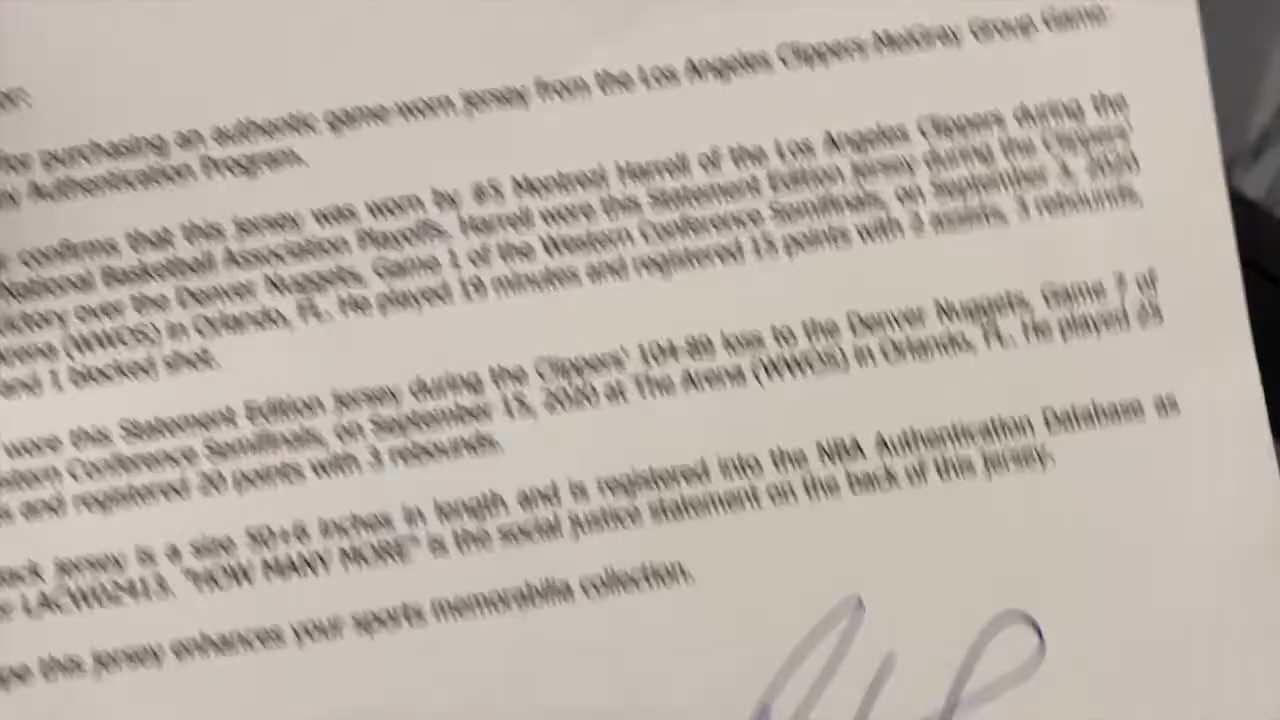 for purchasing an authentic game-worn jersey from the Los Angeles Clippers MeiGray Group Game-
Authentication Program.
confirms that this jersey was worn by #5 Montrezl Harrell of the Los Angeles Clippers during the
National Basketball Association Playoffs. Harrell wore this Statement Edition jersey during the Clippers'
victory over the Denver Nuggets, Game 1 of the Western Conference Semifinals, on September 3, 2020
(WWOS) in Orlando, FL. He played 19 minutes and registered 15 points with 2 assists, 3 rebounds,
and 1 blocked shot.
wore this Statement Edition jersey during the Clippers' 104-89 loss to the Denver Nuggets, Game 7 of
Conference Semifinals, on September 15, 2020 at The Arena (WWOS) in Orlando, FL. He played
and registered 20 points with 3 rebounds.
jersey is a size 50+6 inches in length and is registered into the NBA Authentication Database as
"HOW MANY MORE" is the social justice statement on the back of this jersey.
this jersey enhances your sports memorabilia collection.